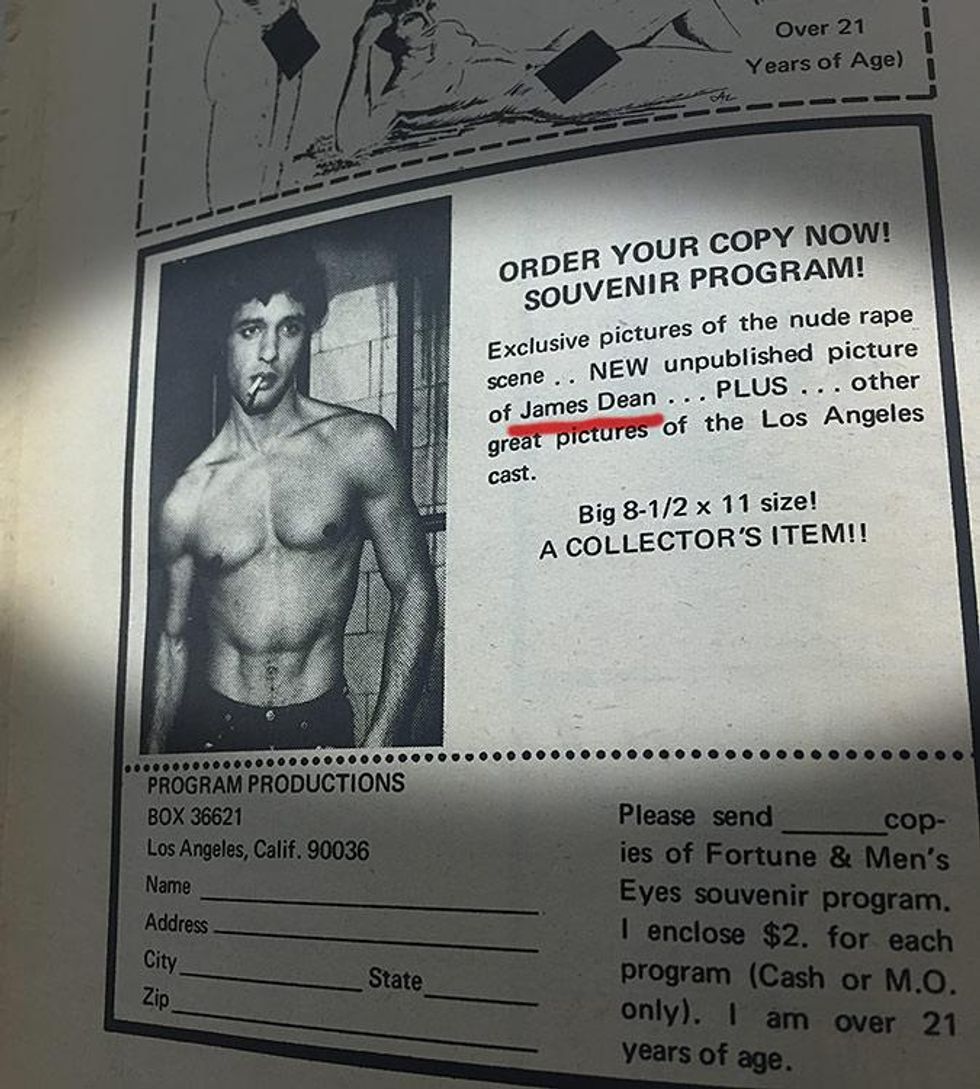 Over 21
Years of Age)
AL
ORDER YOUR COPY NOW!
SOUVENIR PROGRAM!
Exclusive pictures of the nude rape
scene . . NEW unpublished picture
of James Dean . . . PLUS . . . other
great pictures of the Los Angeles
cast.
Big 8-1/2 x 11 size!
A COLLECTOR'S ITEM!!
PROGRAM PRODUCTIONS
BOX 36621
Los Angeles, Calif. 90036
Name
Address
City State
Zip
Please send ______cop-
ies of Fortune & Men's
Eyes souvenir program.
I enclose $2. for each
program (Cash or M.O.
only). I am over 21
years of age.